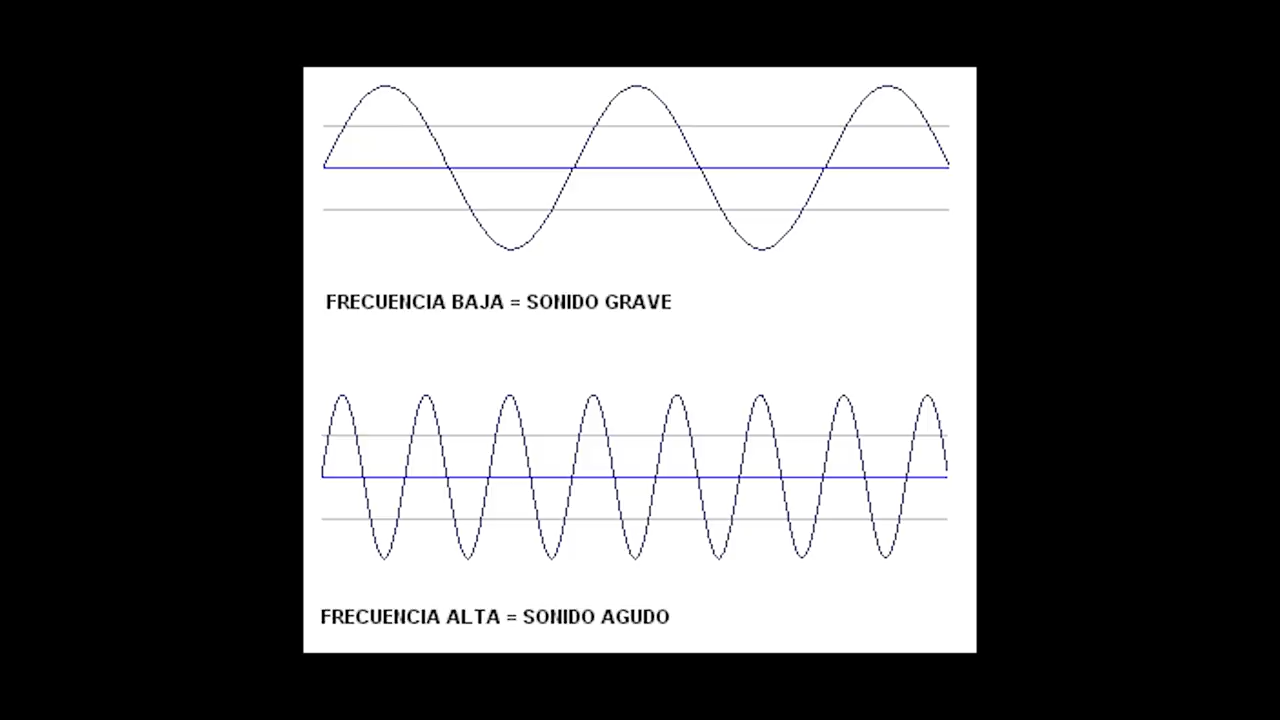 FRECUENCIA BAJA = SONIDO GRAVE
FRECUENCIA ALTA = SONIDO AGUDO